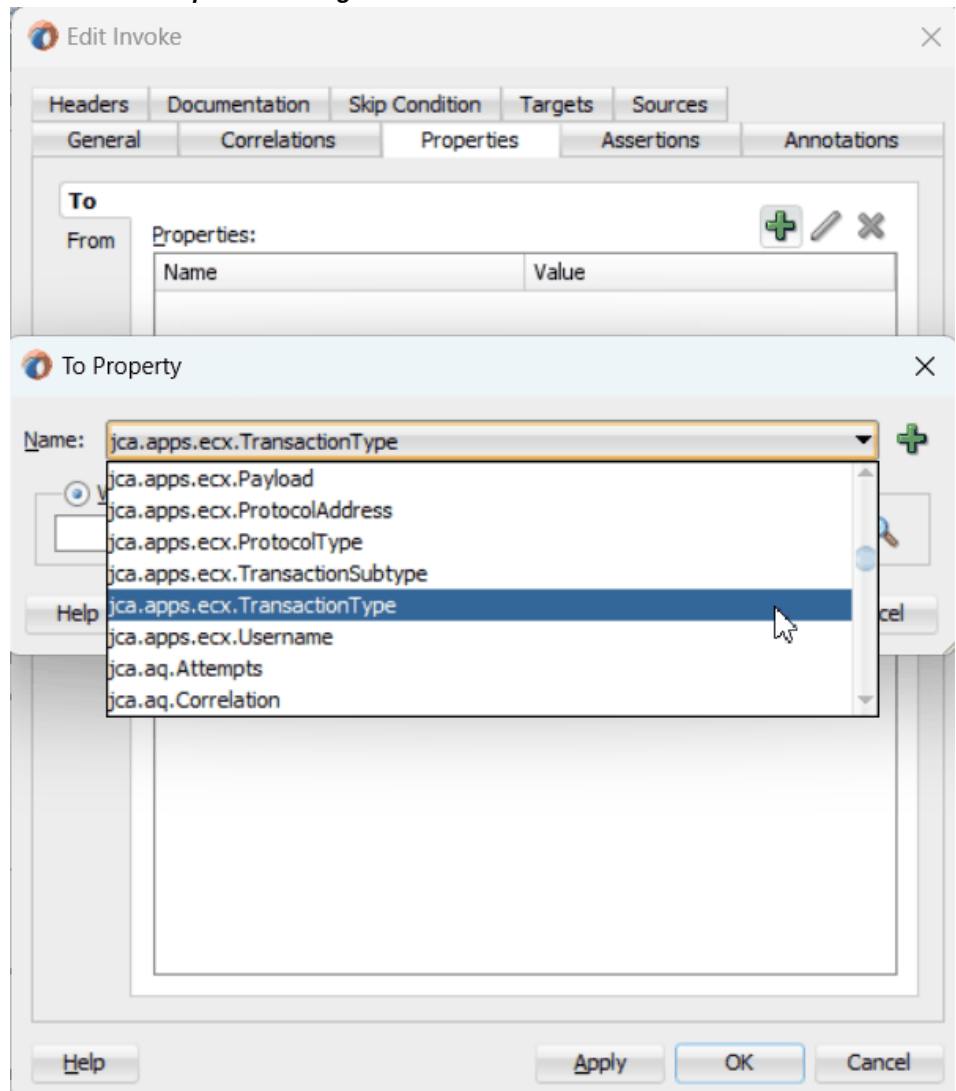 Edit Invoke
Headers Documentation Skip Condition Targets Sources
General Correlations Properties Assertions Annotations
To
From
Properties:
Name Value
To Property
Name: jca.apps.ecx.TransactionType
jca.apps.ecx.Payload
jca.apps.ecx.ProtocolAddress
jca.apps.ecx.ProtocolType
jca.apps.ecx.TransactionSubtype
Help jca.apps.ecx.TransactionType cel
jca.apps.ecx.Username
jca.aq.Attempts
jca.aq.Correlation
Help Apply OK Cancel